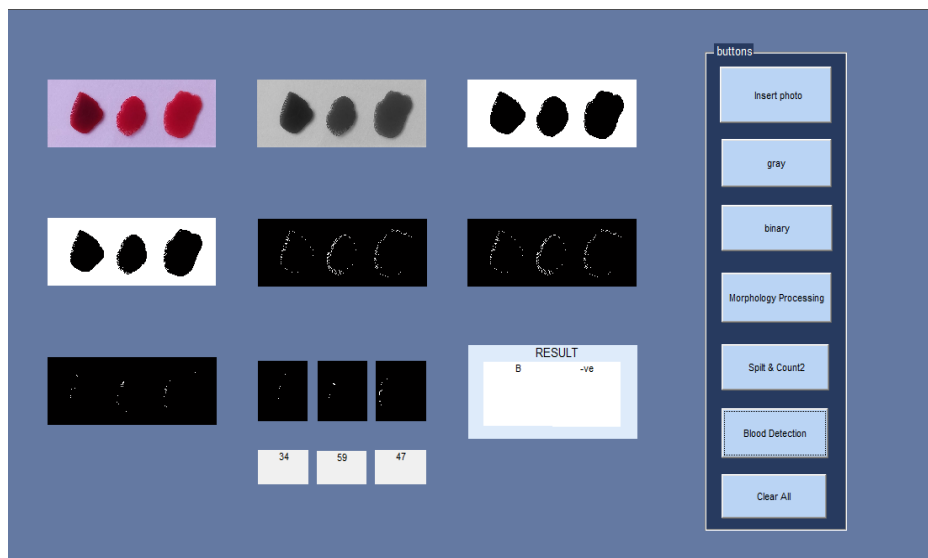 buttons
Insert photo
gray
binary
Morphology Processing
Spilt & Count2
Blood Detection
Clear All
RESULT
B -ve
34 59 47